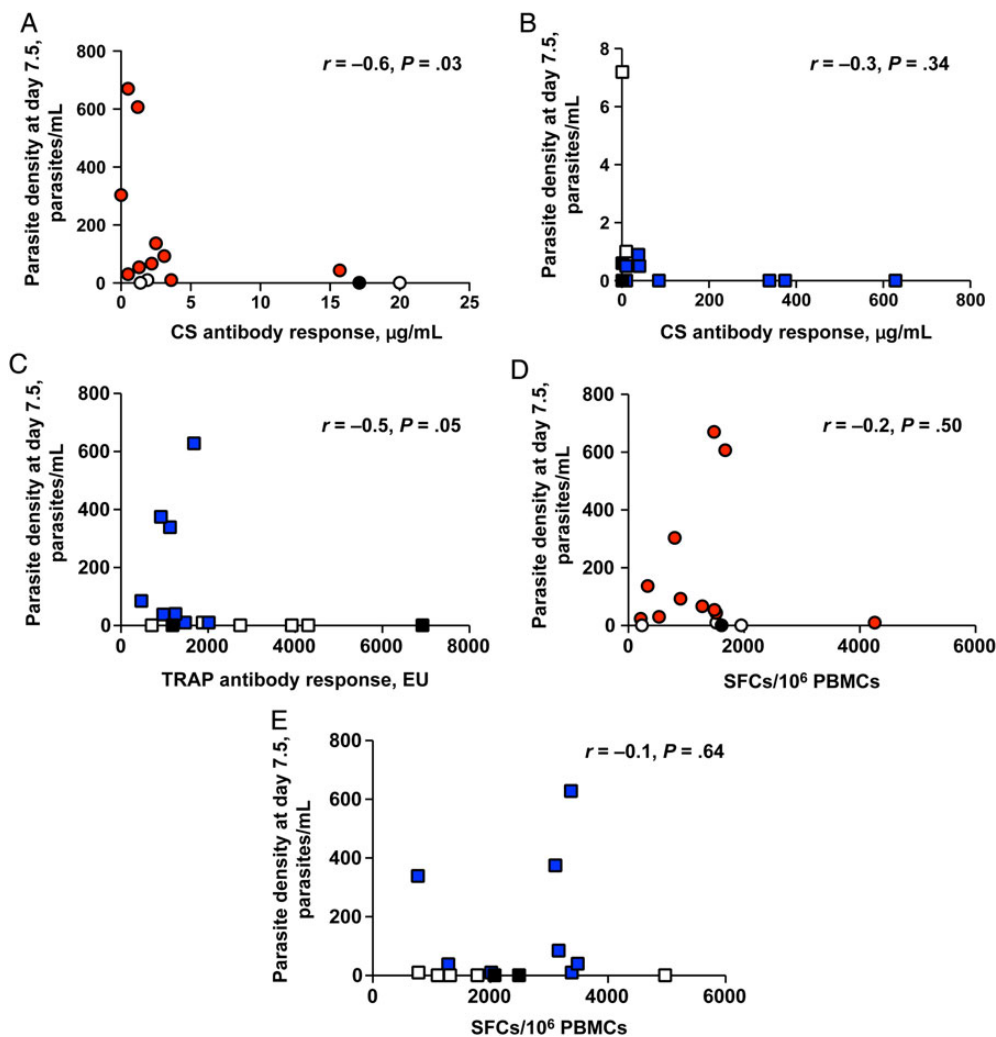 A
Parasite density at day 7.5,
parasites/mL
800
600
400
200
0
r = –0.6, P = .03
0 5 10 15 20 25
CS antibody response, µg/mL
B
Parasite density at day 7.5,
parasites/mL
8
6
4
2
0
r = –0.3, P = .34
0 200 400 600 800
CS antibody response, µg/mL
C
Parasite density at day 7.5,
parasites/mL
800
600
400
200
0
r = –0.5, P = .05
0 2000 4000 6000 8000
TRAP antibody response, EU
D
Parasite density at day 7.5,
parasites/mL
800
600
400
200
0
r = –0.2, P = .50
0 2000 4000 6000
SFCs/10⁶ PBMCs
E
Parasite density at day 7.5,
parasites/mL
800
600
400
200
0
r = –0.1, P = .64
0 2000 4000 6000
SFCs/10⁶ PBMCs